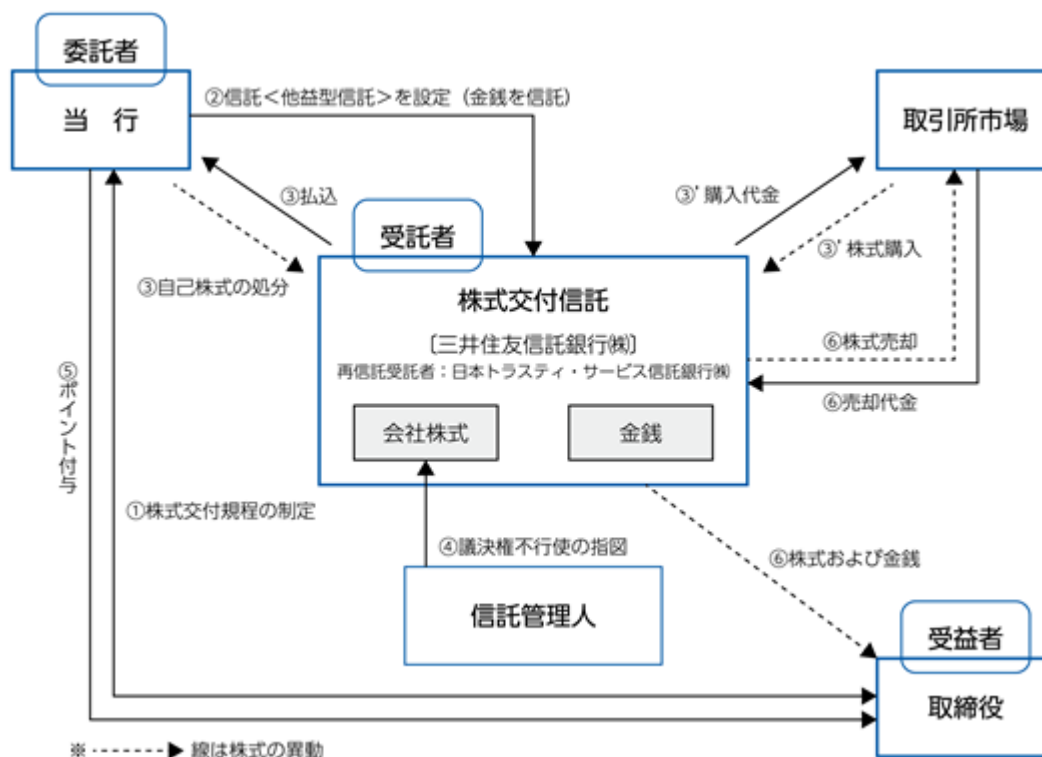 委託者
当　行
②信託＜他益型信託＞を設定（金銭を信託）
取引所市場
③払込
③’購入代金
受託者
③自己株式の処分
③’株式購入
株式交付信託
〔三井住友信託銀行㈱〕
再信託受託者：日本トラスティ・サービス信託銀行㈱
⑥株式売却
⑥売却代金
会社株式
金銭
⑤ポイント付与
①株式交付規程の制定
④議決権不行使の指図
⑥株式および金銭
信託管理人
受益者
取締役
※ 線は株式の異動